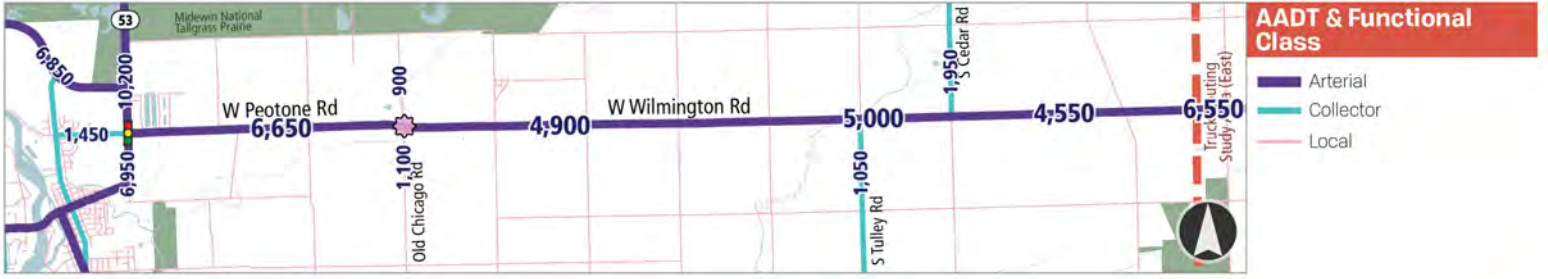 Midewin National
Tallgrass Prairie
53
6,850
10,200
1,450
6,950
W Peotone Rd
6,650
900
1,100
Old Chicago Rd
4,900
W Wilmington Rd
5,000
1,050
S Tulley Rd
1,950
S Cedar Rd
4,550
6,550
Study (East)
AADT & Functional
Class
Arterial
Collector
Local